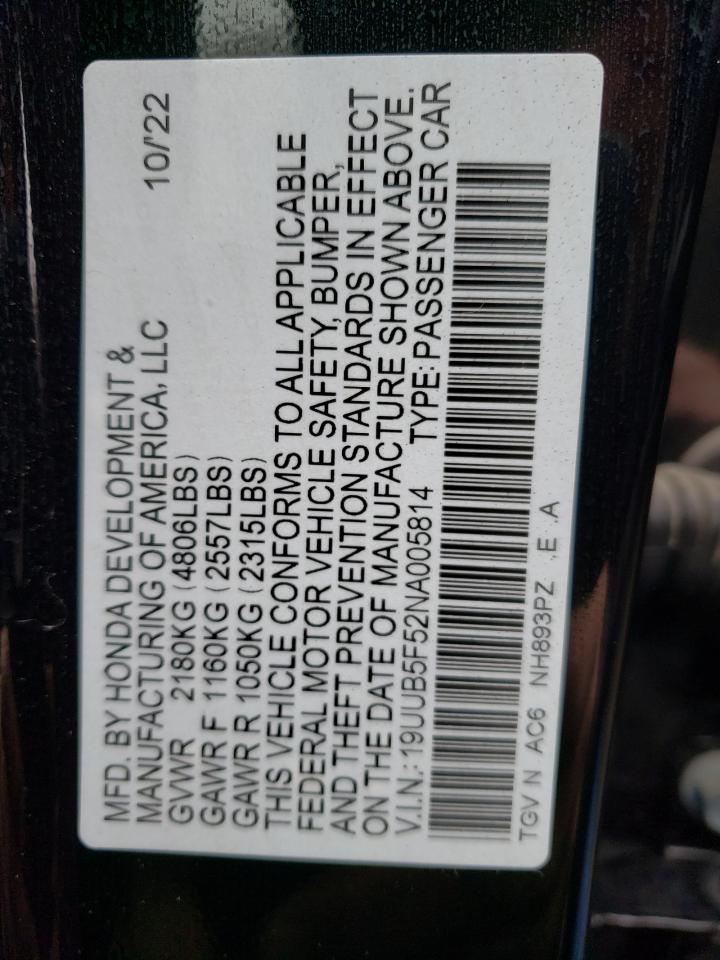 MFD. BY HONDA DEVELOPMENT &
MANUFACTURING OF AMERICA, LLC 10/'22
GVWR 2180KG (4806LBS)
GAWR F 1160KG (2557LBS)
GAWR R 1050KG (2315LBS)
THIS VEHICLE CONFORMS TO ALL APPLICABLE
FEDERAL MOTOR VEHICLE SAFETY, BUMPER,
AND THEFT PREVENTION STANDARDS IN EFFECT
ON THE DATE OF MANUFACTURE SHOWN ABOVE.
V.I.N.: 19UUB5F52NA005814 TYPE: PASSENGER CAR
TGV N AC6 NH893PZ .E .A